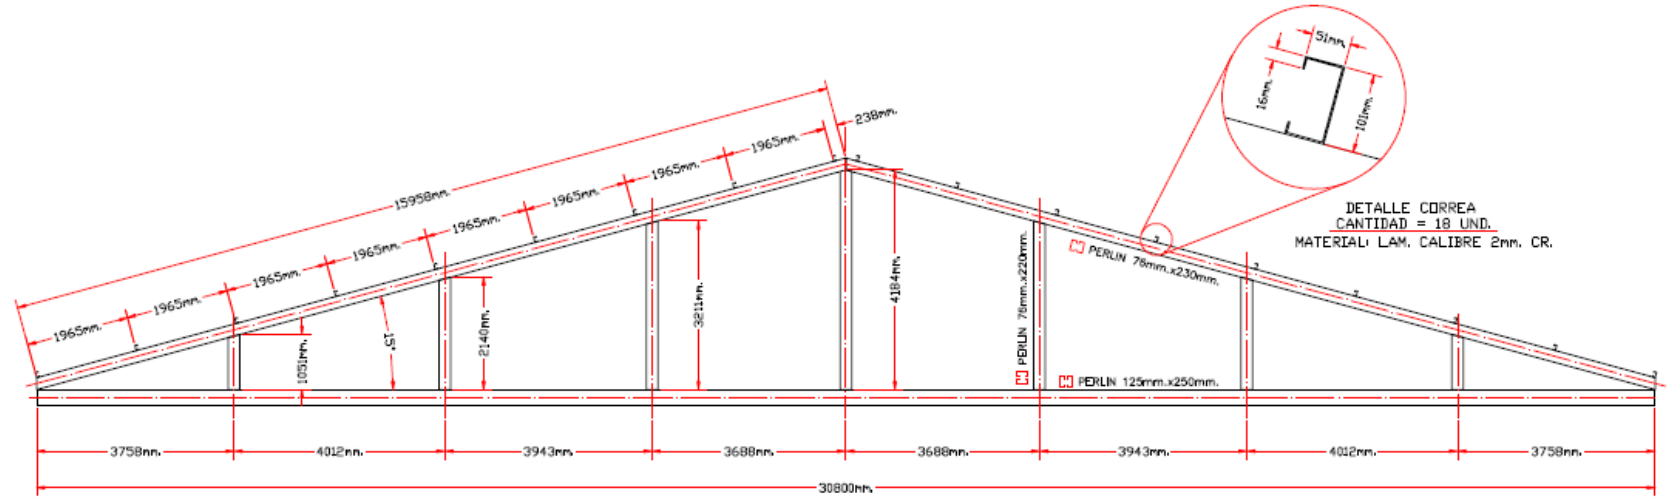 51mm.
16mm.
101mm.
DETALLE CORREA
CANTIDAD = 18 UND.
MATERIAL: LAM. CALIBRE 2mm. CR.
15958mm.
238mm.
1965mm.
1965mm.
1965mm.
1965mm.
1965mm.
1965mm.
1965mm.
1965mm.
1051mm.
15°
2140mm.
3211mm.
4184mm.
PERLIN 76mm.x220mm.
PERLIN 76mm.x230mm.
PERLIN 125mm.x250mm.
3758mm.
4012mm.
3943mm.
3688mm.
3688mm.
3943mm.
4012mm.
3758mm.
30800mm.